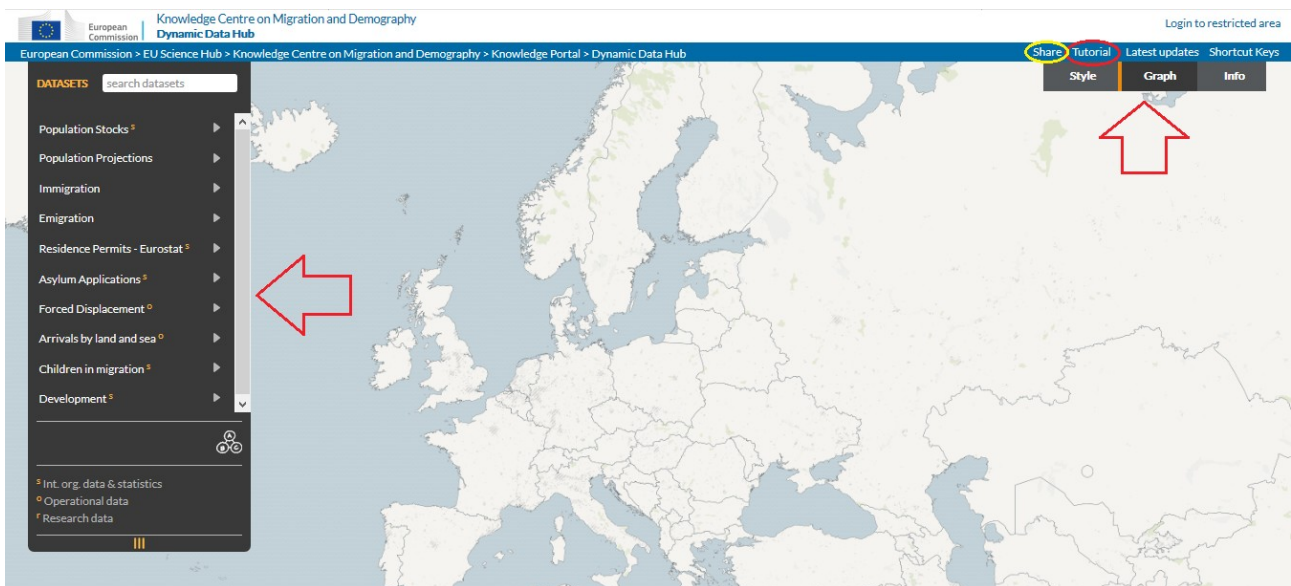 European
Commission
Knowledge Centre on Migration and Demography
Dynamic Data Hub
Login to restricted area
European Commission > EU Science Hub > Knowledge Centre on Migration and Demography > Knowledge Portal > Dynamic Data Hub
Share Tutorial Latest updates Shortcut Keys
Style Graph Info
DATASETS search datasets
Population Stocks s
Population Projections
Immigration
Emigration
Residence Permits - Eurostat s
Asylum Applications s
Forced Displacement o
Arrivals by land and sea o
Children in migration s
Development s
A
B C
s Int. org. data & statistics
o Operational data
r Research data